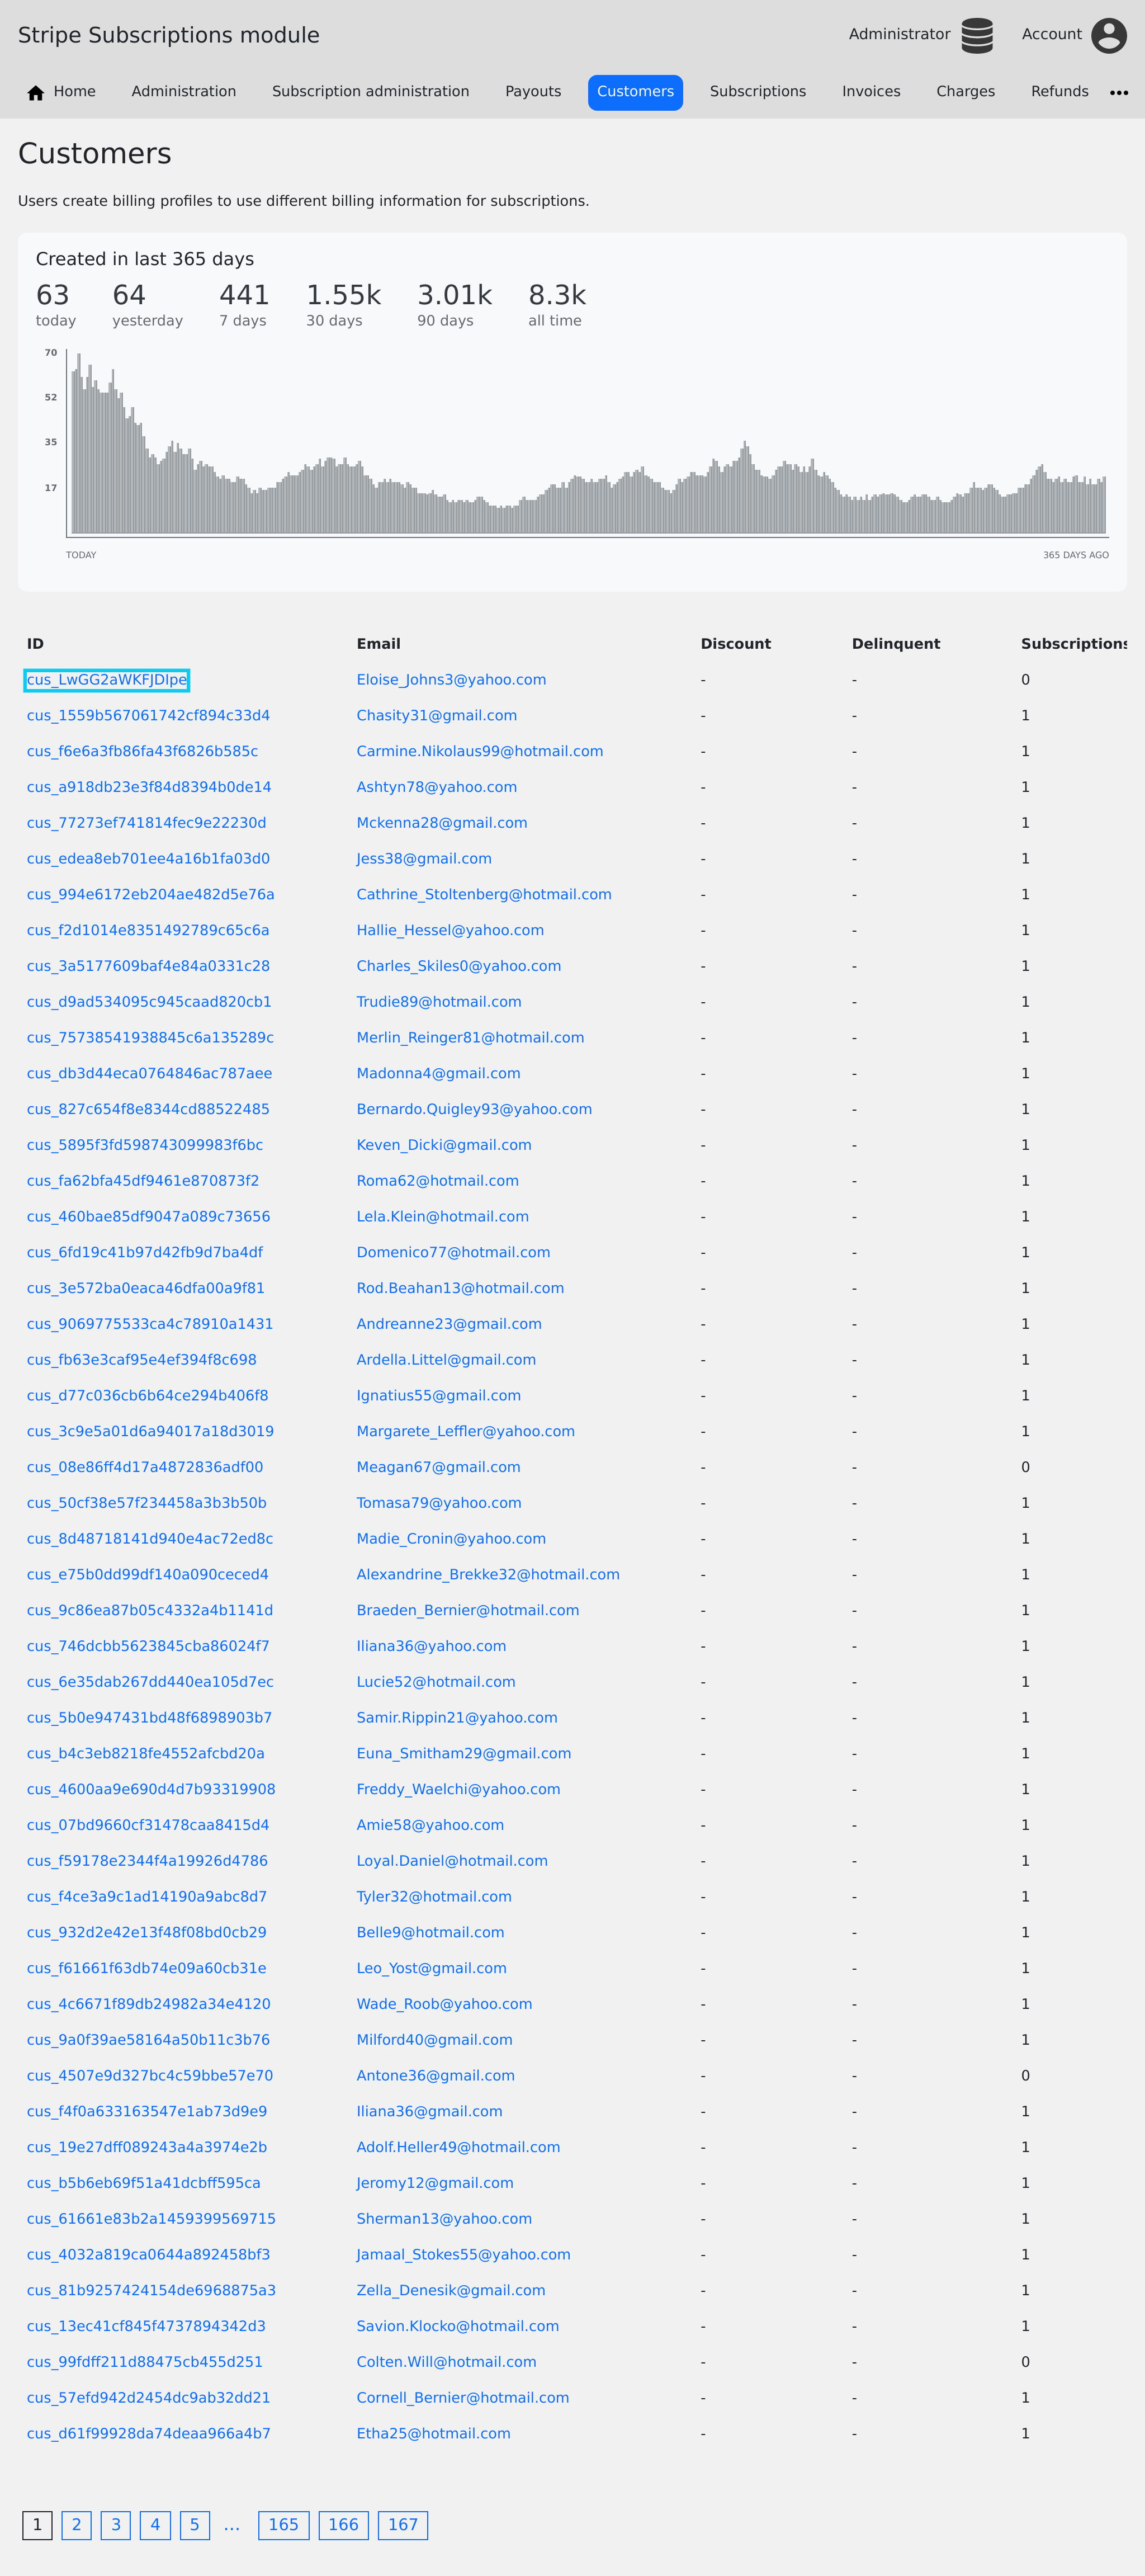 Stripe Subscriptions module
Administrator
Account
Home Administration Subscription administration Payouts Customers Subscriptions Invoices Charges Refunds •••
Customers
Users create billing profiles to use different billing information for subscriptions.
Created in last 365 days
63 64 441 1.55k 3.01k 8.3k
today yesterday 7 days 30 days 90 days all time
70
52
35
17
TODAY 365 DAYS AGO
ID Email Discount Delinquent Subscriptions
cus_LwGG2aWKFJDIpe Eloise_Johns3@yahoo.com - - 0
cus_1559b567061742cf894c33d4 Chasity31@gmail.com - - 1
cus_f6e6a3fb86fa43f6826b585c Carmine.Nikolaus99@hotmail.com - - 1
cus_a918db23e3f84d8394b0de14 Ashtyn78@yahoo.com - - 1
cus_77273ef741814fec9e22230d Mckenna28@gmail.com - - 1
cus_edea8eb701ee4a16b1fa03d0 Jess38@gmail.com - - 1
cus_994e6172eb204ae482d5e76a Cathrine_Stoltenberg@hotmail.com - - 1
cus_f2d1014e8351492789c65c6a Hallie_Hessel@yahoo.com - - 1
cus_3a5177609baf4e84a0331c28 Charles_Skiles0@yahoo.com - - 1
cus_d9ad534095c945caad820cb1 Trudie89@hotmail.com - - 1
cus_75738541938845c6a135289c Merlin_Reinger81@hotmail.com - - 1
cus_db3d44eca0764846ac787aee Madonna4@gmail.com - - 1
cus_827c654f8e8344cd88522485 Bernardo.Quigley93@yahoo.com - - 1
cus_5895f3fd598743099983f6bc Keven_Dicki@gmail.com - - 1
cus_fa62bfa45df9461e870873f2 Roma62@hotmail.com - - 1
cus_460bae85df9047a089c73656 Lela.Klein@hotmail.com - - 1
cus_6fd19c41b97d42fb9d7ba4df Domenico77@hotmail.com - - 1
cus_3e572ba0eaca46dfa00a9f81 Rod.Beahan13@hotmail.com - - 1
cus_9069775533ca4c78910a1431 Andreanne23@gmail.com - - 1
cus_fb63e3caf95e4ef394f8c698 Ardella.Littel@gmail.com - - 1
cus_d77c036cb6b64ce294b406f8 Ignatius55@gmail.com - - 1
cus_3c9e5a01d6a94017a18d3019 Margarete_Leffler@yahoo.com - - 1
cus_08e86ff4d17a4872836adf00 Meagan67@gmail.com - - 0
cus_50cf38e57f234458a3b3b50b Tomasa79@yahoo.com - - 1
cus_8d48718141d940e4ac72ed8c Madie_Cronin@yahoo.com - - 1
cus_e75b0dd99df140a090ceced4 Alexandrine_Brekke32@hotmail.com - - 1
cus_9c86ea87b05c4332a4b1141d Braeden_Bernier@hotmail.com - - 1
cus_746dcbb5623845cba86024f7 Iliana36@yahoo.com - - 1
cus_6e35dab267dd440ea105d7ec Lucie52@hotmail.com - - 1
cus_5b0e947431bd48f6898903b7 Samir.Rippin21@yahoo.com - - 1
cus_b4c3eb8218fe4552afcbd20a Euna_Smitham29@gmail.com - - 1
cus_4600aa9e690d4d7b93319908 Freddy_Waelchi@yahoo.com - - 1
cus_07bd9660cf31478caa8415d4 Amie58@yahoo.com - - 1
cus_f59178e2344f4a19926d4786 Loyal.Daniel@hotmail.com - - 1
cus_f4ce3a9c1ad14190a9abc8d7 Tyler32@hotmail.com - - 1
cus_932d2e42e13f48f08bd0cb29 Belle9@hotmail.com - - 1
cus_f61661f63db74e09a60cb31e Leo_Yost@gmail.com - - 1
cus_4c6671f89db24982a34e4120 Wade_Roob@yahoo.com - - 1
cus_9a0f39ae58164a50b11c3b76 Milford40@gmail.com - - 1
cus_4507e9d327bc4c59bbe57e70 Antone36@gmail.com - - 0
cus_f4f0a633163547e1ab73d9e9 Iliana36@gmail.com - - 1
cus_19e27dff089243a4a3974e2b Adolf.Heller49@hotmail.com - - 1
cus_b5b6eb69f51a41dcbff595ca Jeromy12@gmail.com - - 1
cus_61661e83b2a1459399569715 Sherman13@yahoo.com - - 1
cus_4032a819ca0644a892458bf3 Jamaal_Stokes55@yahoo.com - - 1
cus_81b9257424154de6968875a3 Zella_Denesik@gmail.com - - 1
cus_13ec41cf845f4737894342d3 Savion.Klocko@hotmail.com - - 1
cus_99fdff211d88475cb455d251 Colten.Will@hotmail.com - - 0
cus_57efd942d2454dc9ab32dd21 Cornell_Bernier@hotmail.com - - 1
cus_d61f99928da74deaa966a4b7 Etha25@hotmail.com - - 1
1 2 3 4 5 ... 165 166 167